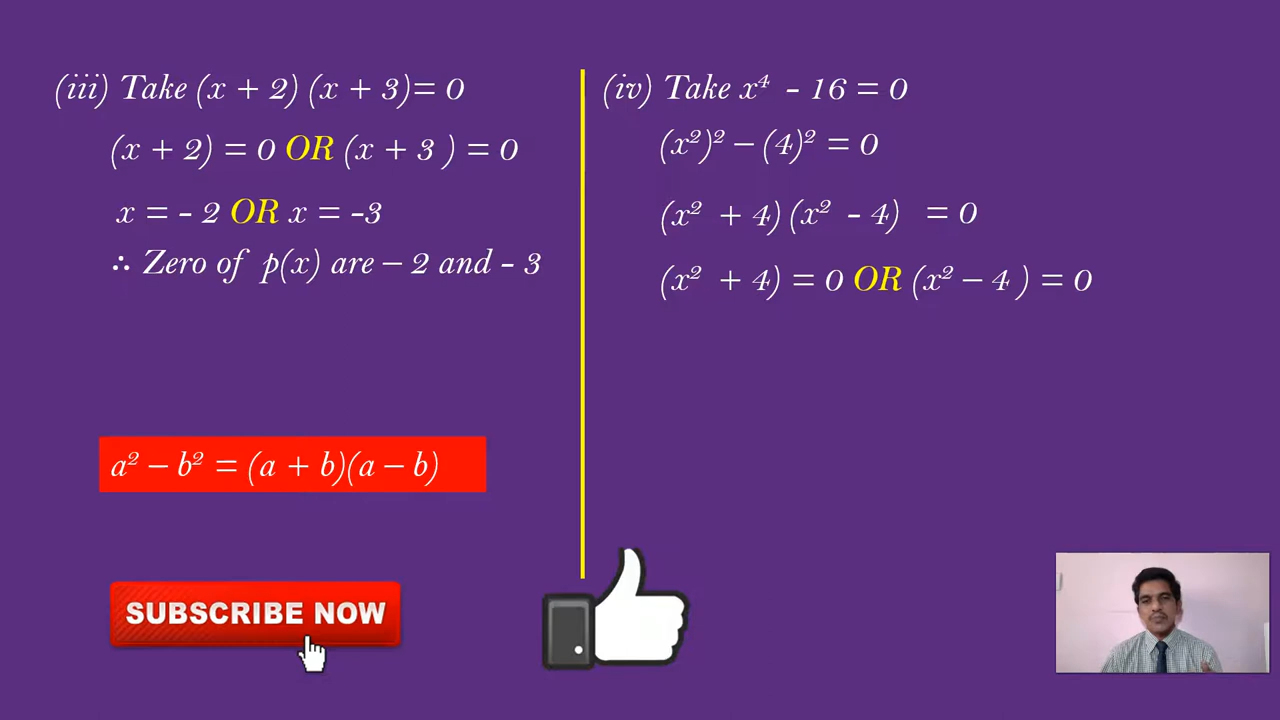 (iii) Take (x + 2) (x + 3)= 0
(x + 2) = 0 OR (x + 3 ) = 0
x = - 2 OR x = -3
∴ Zero of p(x) are – 2 and - 3
a² – b² = (a + b)(a – b)
SUBSCRIBE NOW
(iv) Take x⁴ - 16 = 0
(x²)² – (4)² = 0
(x² + 4) (x² - 4) = 0
(x² + 4) = 0 OR (x² – 4 ) = 0